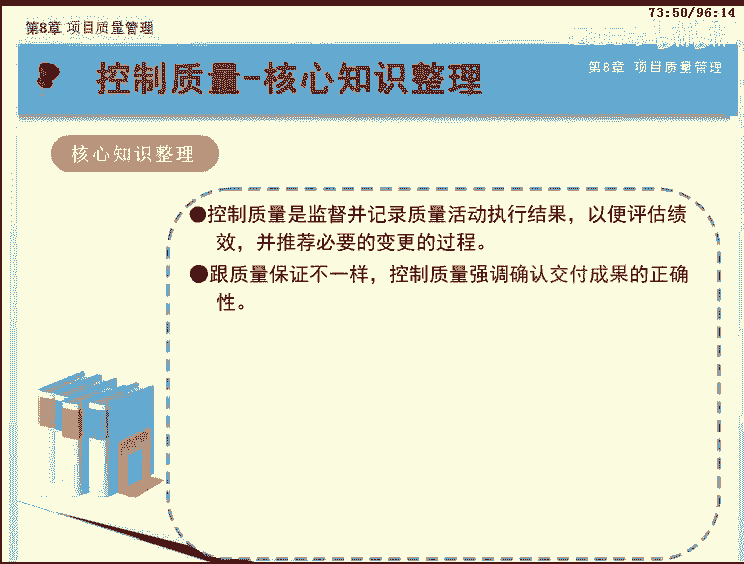 73:50/96:14
第8章 项目质量管理
控制质量-核心知识整理
第8章 项目质量管理
核心知识整理
●控制质量是监督并记录质量活动执行结果，以便评估绩
效，并推荐必要的变更的过程。
●跟质量保证不一样，控制质量强调确认交付成果的正确
性。